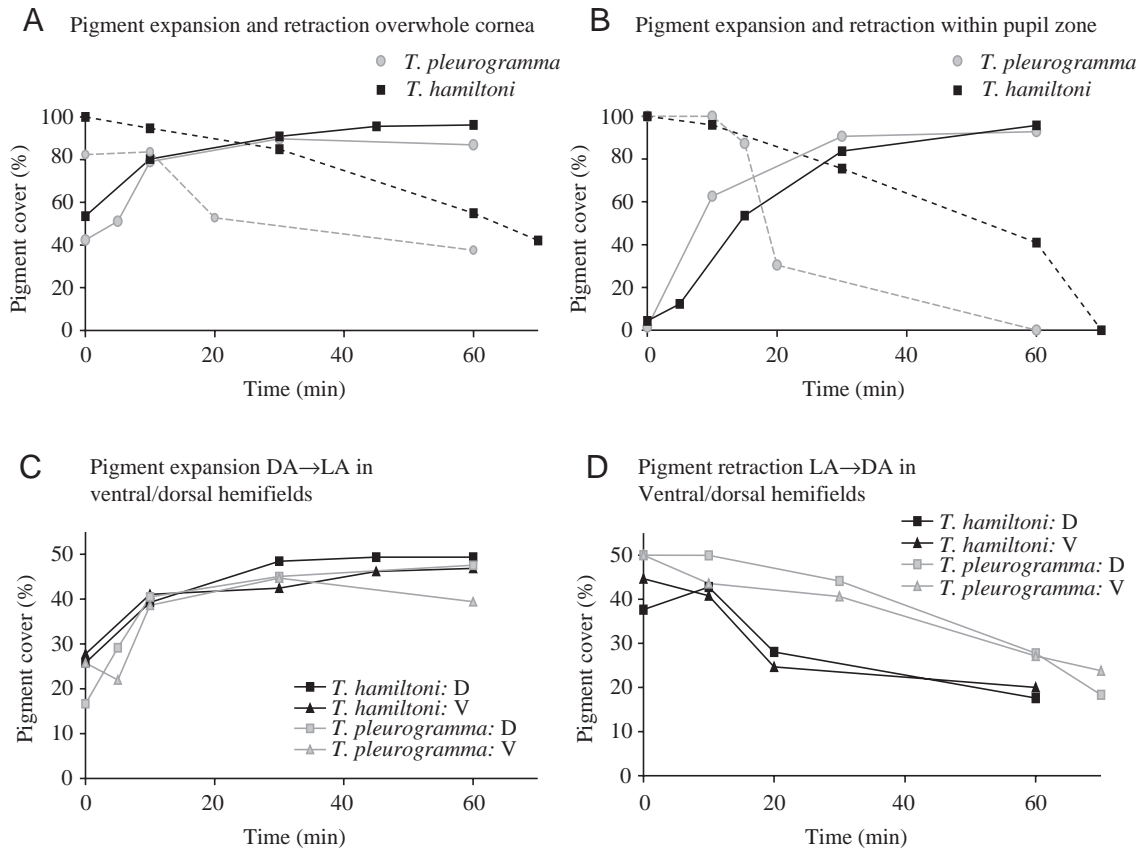 A Pigment expansion and retraction overwhole cornea
T. pleurogramma
T. hamiltoni
Pigment cover (%)
100
80
60
40
20
0
0 20 40 60
Time (min)
B Pigment expansion and retraction within pupil zone
T. pleurogramma
T. hamiltoni
Pigment cover (%)
100
80
60
40
20
0
0 20 40 60
Time (min)
C Pigment expansion DA→LA in
ventral/dorsal hemifields
Pigment cover (%)
50
40
30
20
10
0
T. hamiltoni: D
T. hamiltoni: V
T. pleurogramma: D
T. pleurogramma: V
0 20 40 60
Time (min)
D Pigment retraction LA→DA in
Ventral/dorsal hemifields
T. hamiltoni: D
T. hamiltoni: V
T. pleurogramma: D
T. pleurogramma: V
Pigment cover (%)
50
40
30
20
10
0
0 20 40 60
Time (min)